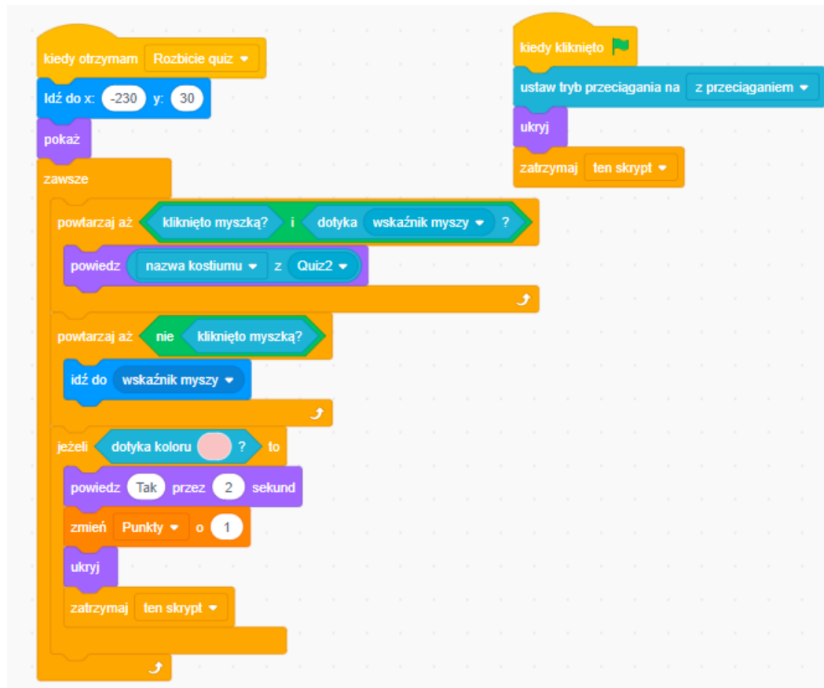 kiedy otrzymam Rozbicie quiz
Idź do x: -230 y: 30
pokaż
zawsze
powtarzaj aż kliknięto myszką? i dotyka wskaźnik myszy ?
powiedz nazwa kostiumu z Quiz2
powtarzaj aż nie kliknięto myszką?
idź do wskaźnik myszy
jeżeli dotyka koloru ? to
powiedz Tak przez 2 sekund
zmień Punkty o 1
ukryj
zatrzymaj ten skrypt
kiedy kliknięto
ustaw tryb przeciągania na z przeciąganiem
ukryj
zatrzymaj ten skrypt